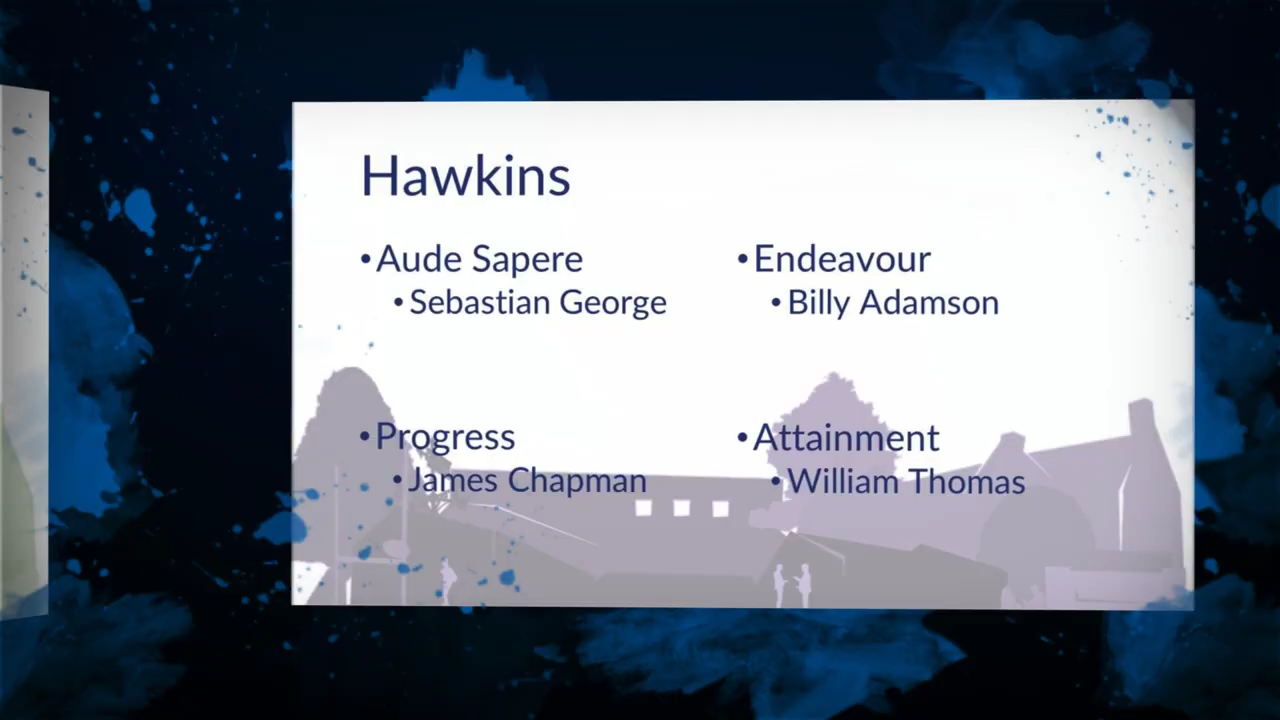 Hawkins
•Aude Sapere
•Sebastian George
•Endeavour
•Billy Adamson
•Progress
•James Chapman
•Attainment
•William Thomas